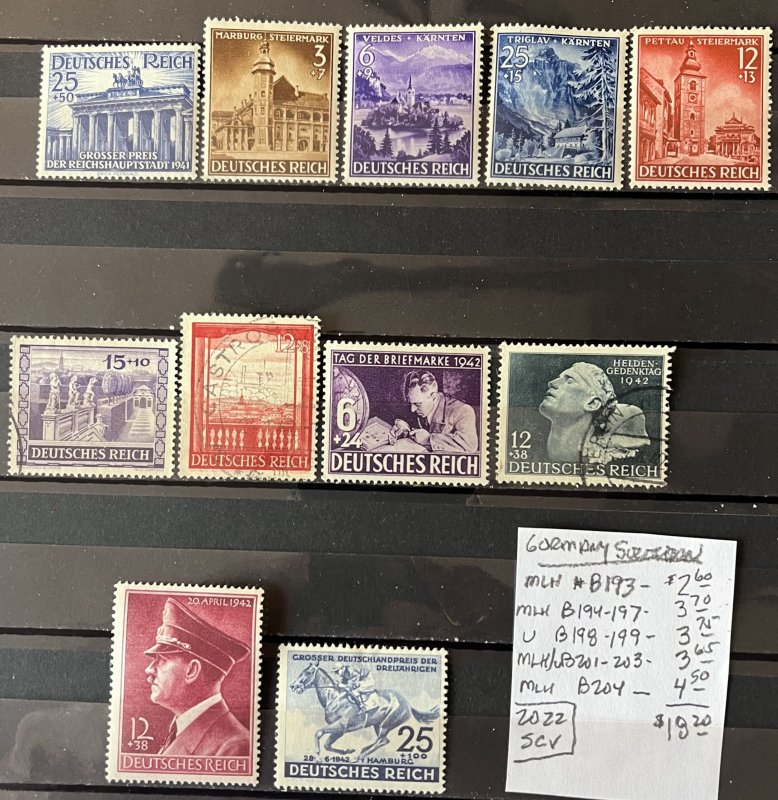 DEUTSCHES REICH
25
+50
GROSSER PREIS
DER REICHSHAUPTSTADT 1941
MARBURG STEIERMARK
3
+7
DEUTSCHES REICH
VELDES · KÄRNTEN
6
+9
DEUTSCHES REICH
TRIGLAV · KÄRNTEN
25
+15
DEUTSCHES REICH
PETTAU · STEIERMARK
12
+13
DEUTSCHES REICH
15+10
DEUTSCHES REICH
12+8
DEUTSCHES REICH
TAG DER BRIEFMARKE 1942
6
+24
DEUTSCHES REICH
HELDEN-
GEDENKTAG
1942
12
+38
DEUTSCHES REICH
20. APRIL 1942
12
+38
DEUTSCHES REICH
GROSSER DEUTSCHLANDPREIS DER
DREIJÄHRIGEN
25
+100
28-6-1942 HAMBURG
DEUTSCHES REICH
GERMANY
MLH #B193 - $2 60
MLH B194-197 - 3 70
U B198-199 - 3 75
MLH/u B201-203 - 3 65
MLH B204 - 4 50
2022 $18 20
SCV